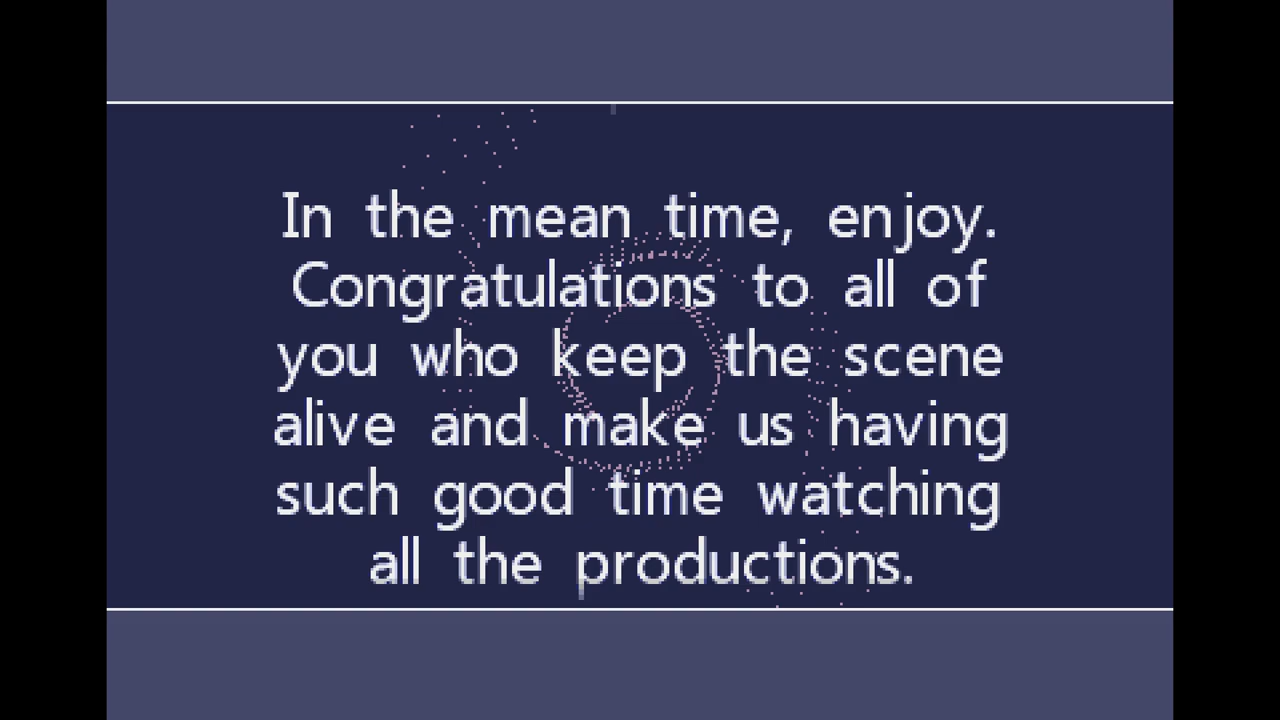 In the mean time, enjoy.
Congratulations to all of
you who keep the scene
alive and make us having
such good time watching
all the productions.